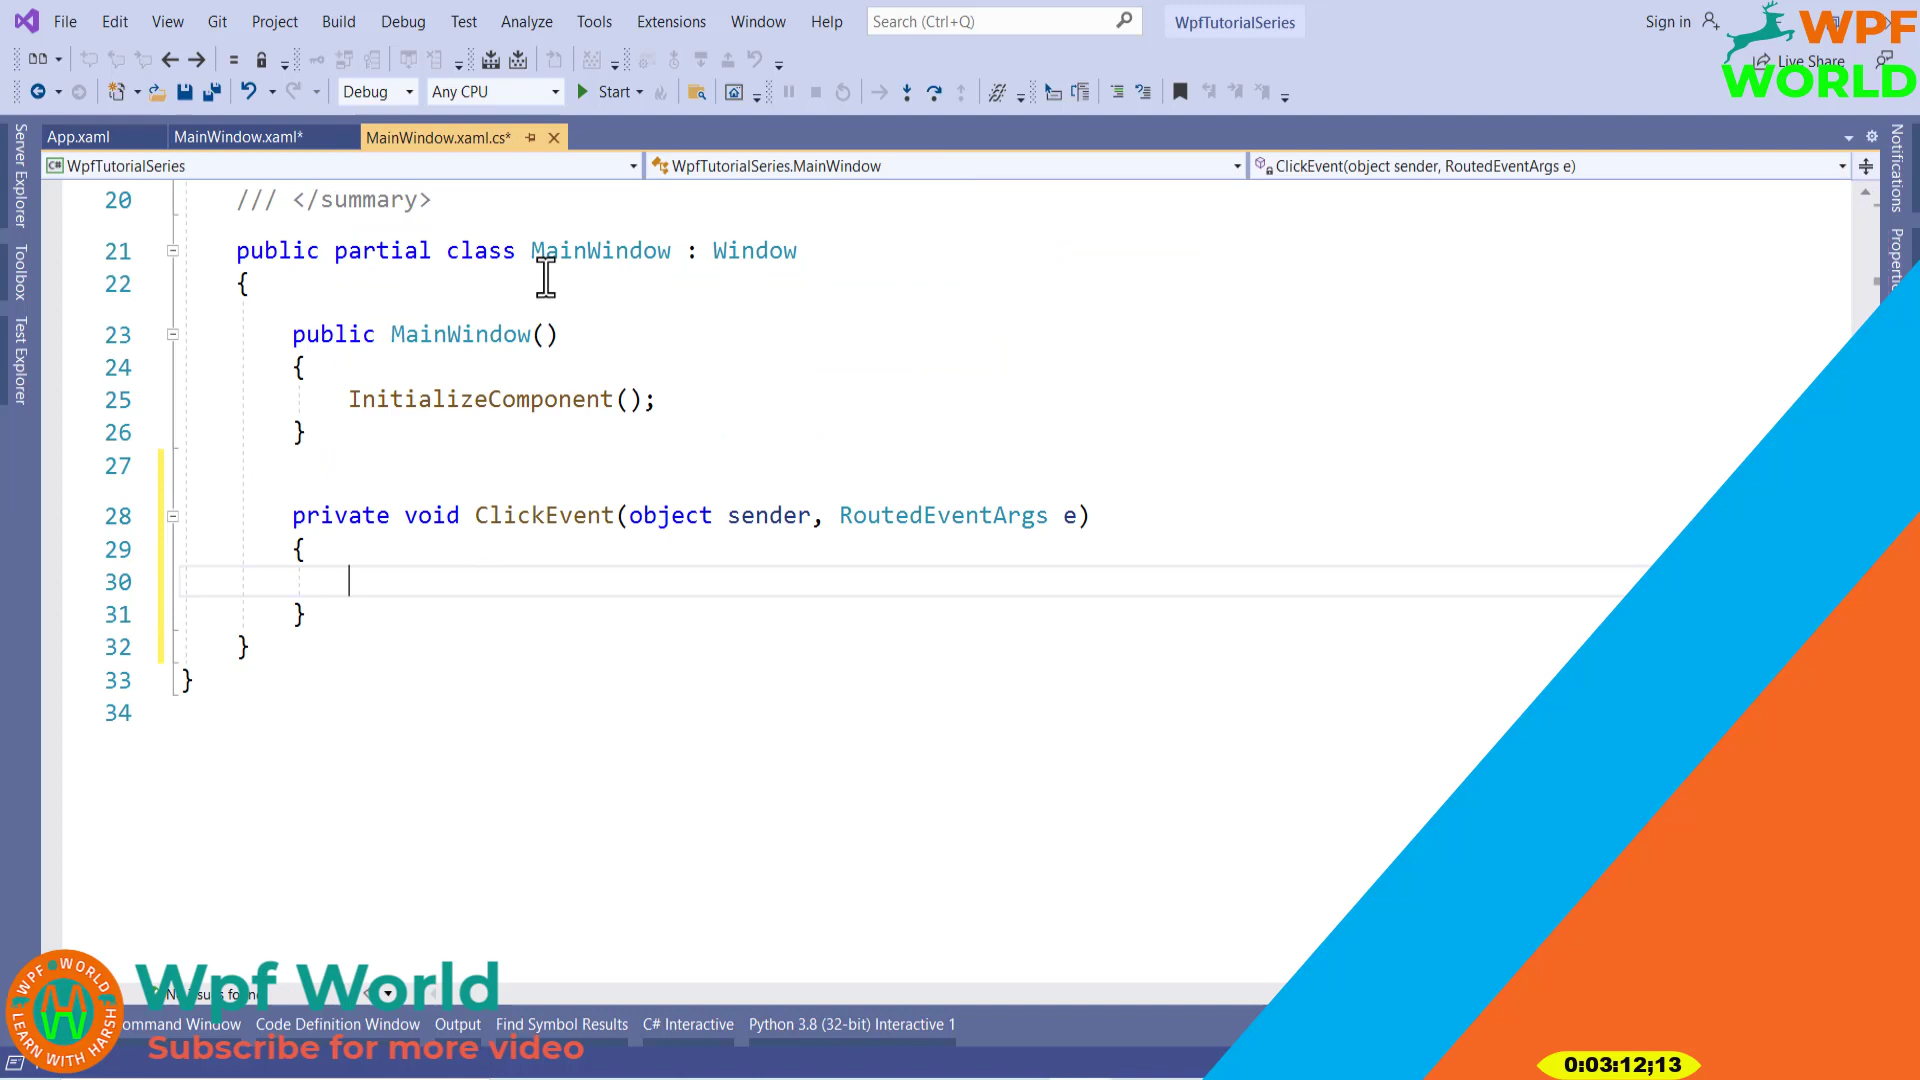 File Edit View Git Project Build Debug Test Analyze Tools Extensions Window Help Search (Ctrl+Q) WpfTutorialSeries Sign in
WPF
WORLD
Live Share
Debug Any CPU Start
App.xaml MainWindow.xaml* MainWindow.xaml.cs*
WpfTutorialSeries WpfTutorialSeries.MainWindow ClickEvent(object sender, RoutedEventArgs e)
Server Explorer
Toolbox
Test Explorer
Notifications
20 /// </summary>
21 public partial class MainWindow : Window
22 {
23 public MainWindow()
24 {
25 InitializeComponent();
26 }
27
28 private void ClickEvent(object sender, RoutedEventArgs e)
29 {
30
31 }
32 }
33 }
34
WPF WORLD
LEARN WITH HARSH
Wpf World
Subscribe for more video
No issues found
Command Window Code Definition Window Output Find Symbol Results C# Interactive Python 3.8 (32-bit) Interactive 1
0:03:12;13